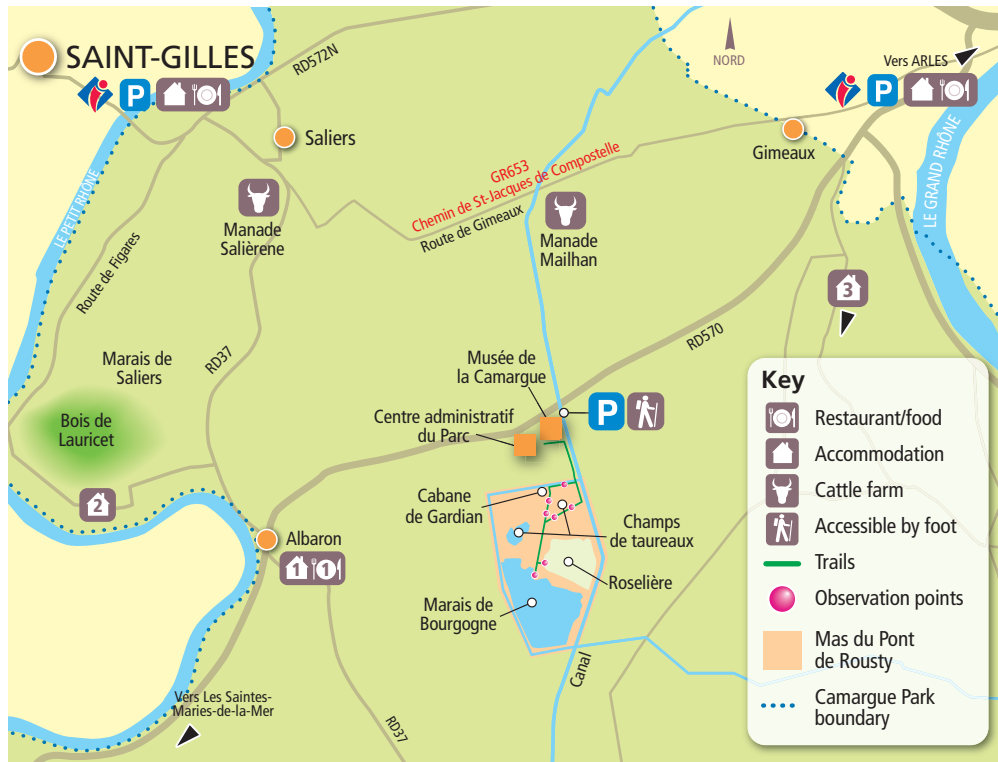 SAINT-GILLES
P
RD572N
NORD
Vers ARLES
P
Saliers
Gimeaux
LE GRAND RHÔNE
LE PETIT RHÔNE
GR653
Chemin de St-Jacques de Compostelle
Route de Gimeaux
Manade
Salièrene
Manade
Mailhan
Route de Figares
3
RD570
Marais de
Saliers
RD37
Musée de
la Camargue
P
Centre administratif
du Parc
Bois de
Lauricet
2
Cabane
de Gardian
Champs
de taureaux
Albaron
1
1
Roselière
Marais de
Bourgogne
Canal
Vers Les Saintes-
Maries-de-la-Mer
RD37
Key
Restaurant/food
Accommodation
Cattle farm
Accessible by foot
Trails
Observation points
Mas du Pont
de Rousty
Camargue Park
boundary